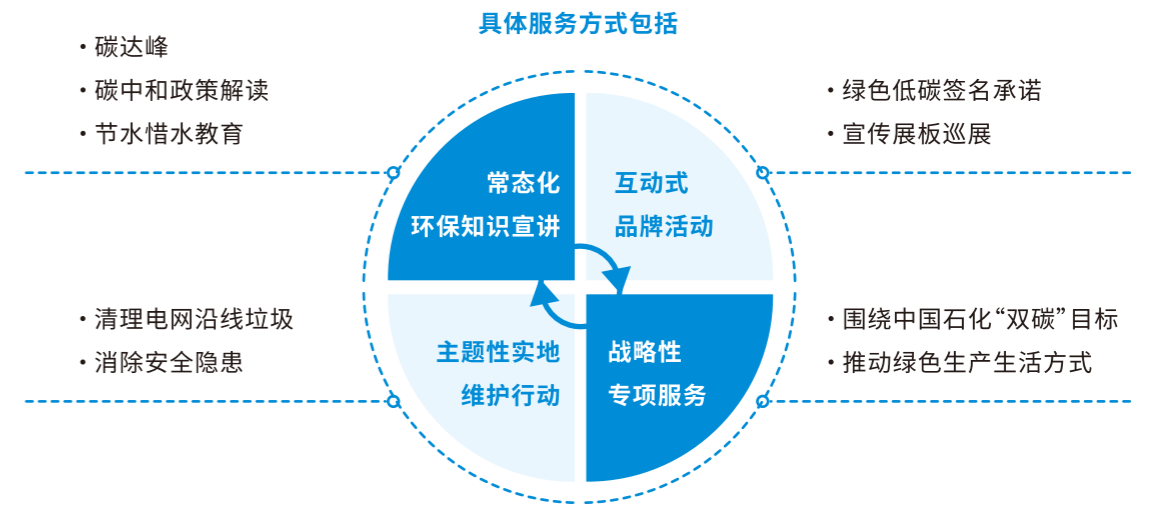 具体服务方式包括
• 碳达峰
• 碳中和政策解读
• 节水惜水教育
常态化
环保知识宣讲
• 绿色低碳签名承诺
• 宣传展板巡展
互动式
品牌活动
• 清理电网沿线垃圾
• 消除安全隐患
主题性实地
维护行动
• 围绕中国石化“双碳”目标
• 推动绿色生产生活方式
战略性
专项服务